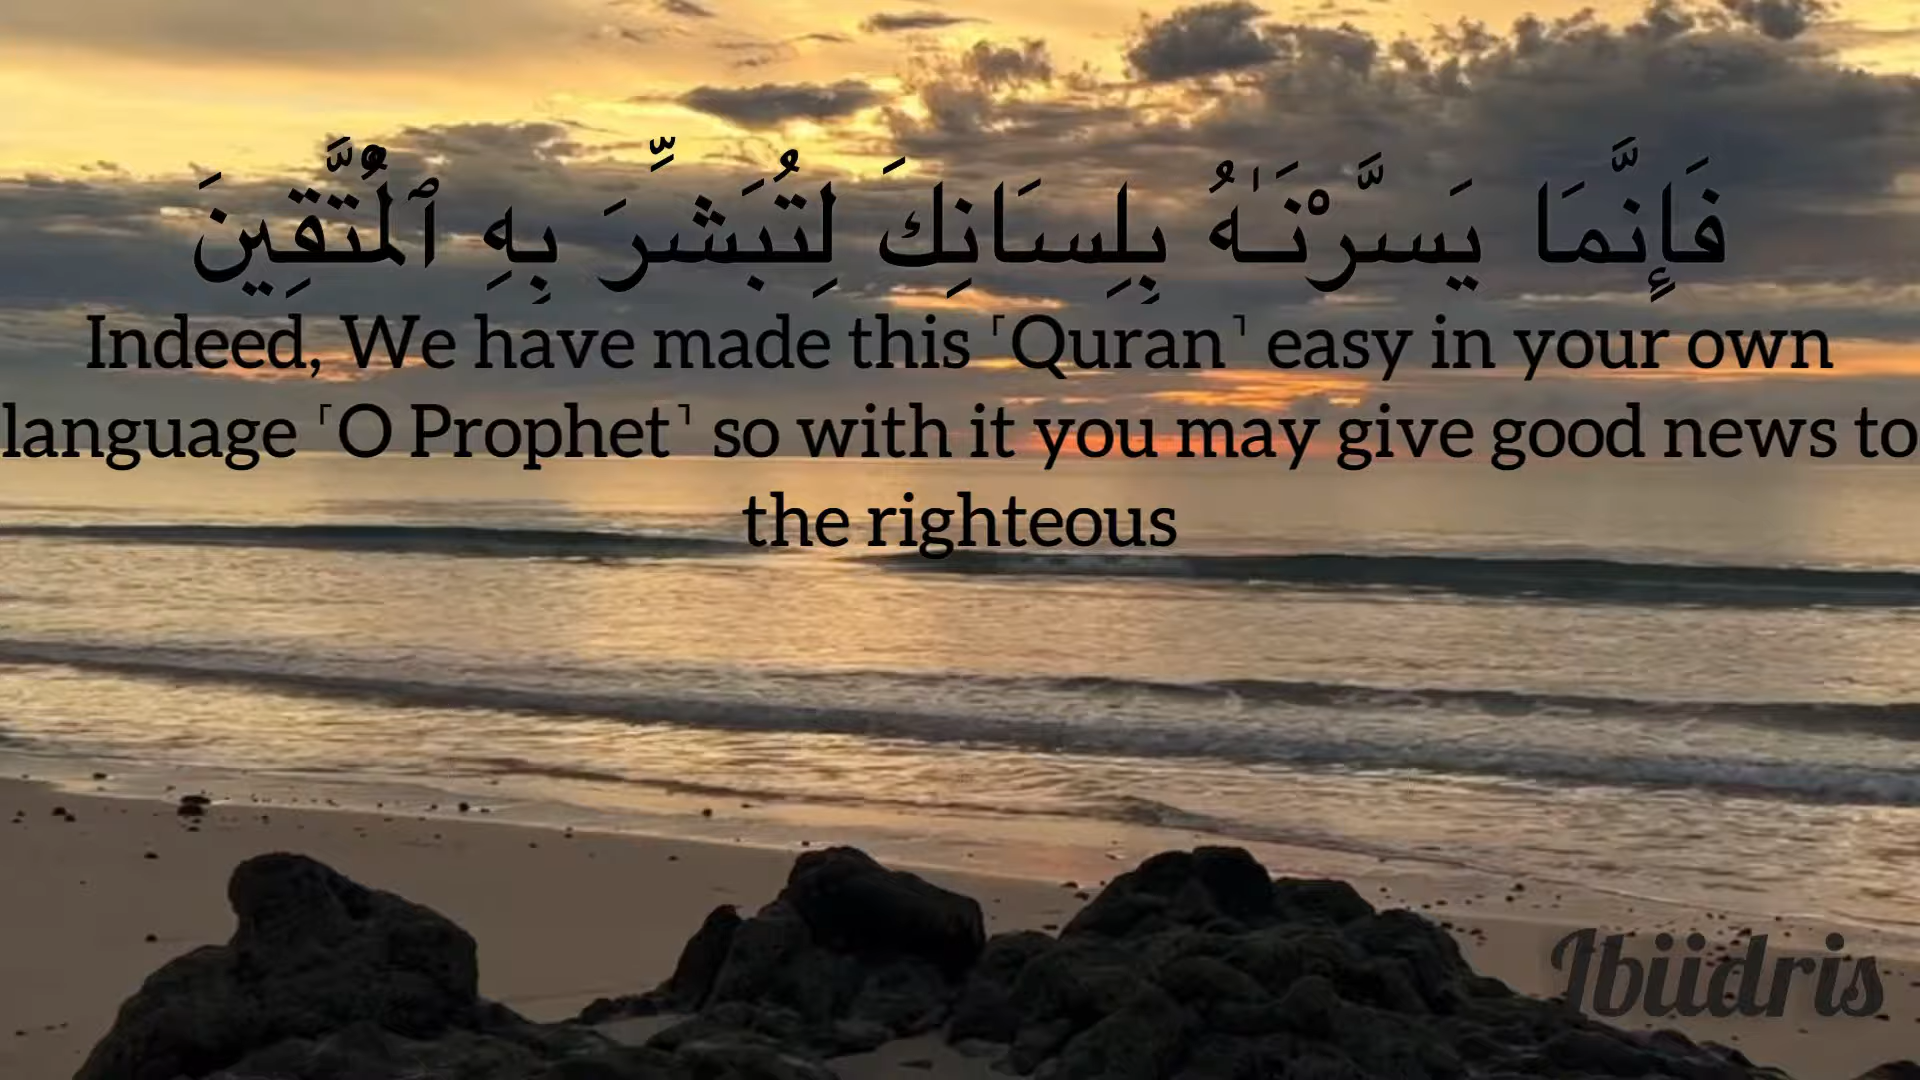 فَإِنَّمَا يَسَّرْنَـٰهُ بِلِسَانِكَ لِتُبَشِّرَ بِهِ ٱلْمُتَّقِينَ
Indeed, We have made this ˹Quran˺ easy in your own
language ˹O Prophet˺ so with it you may give good news to
the righteous
Ibiidris